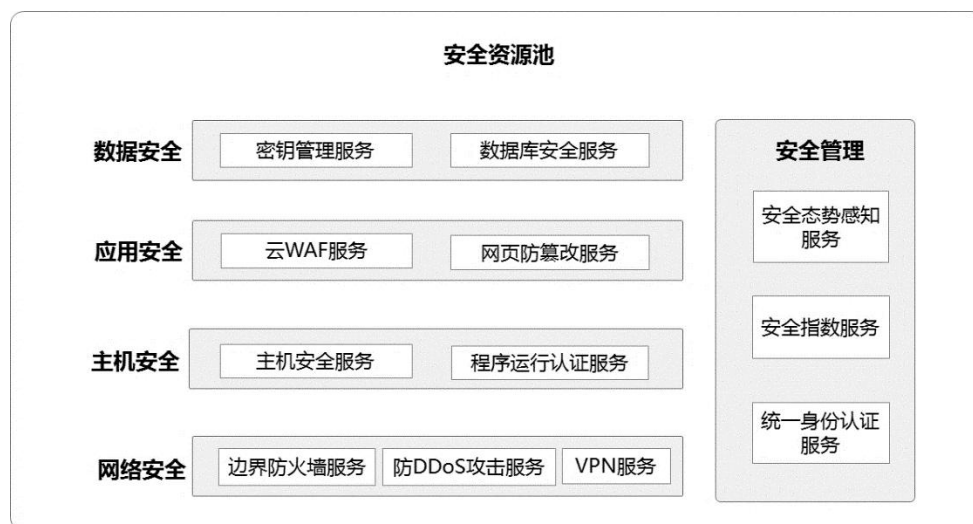 安全资源池
数据安全
密钥管理服务
数据库安全服务
应用安全
云WAF服务
网页防篡改服务
主机安全
主机安全服务
程序运行认证服务
网络安全
边界防火墙服务
防DDoS攻击服务
VPN服务
安全管理
安全态势感知
服务
安全指数服务
统一身份认证
服务